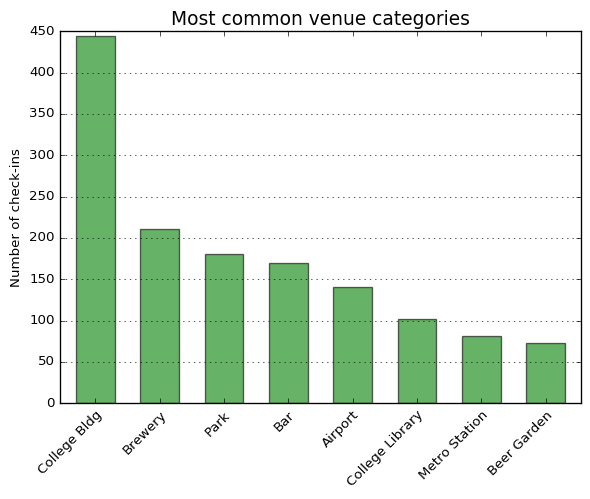 Most common venue categories
Number of check-ins
450
400
350
300
250
200
150
100
50
0
College Bldg
Brewery
Park
Bar
Airport
College Library
Metro Station
Beer Garden